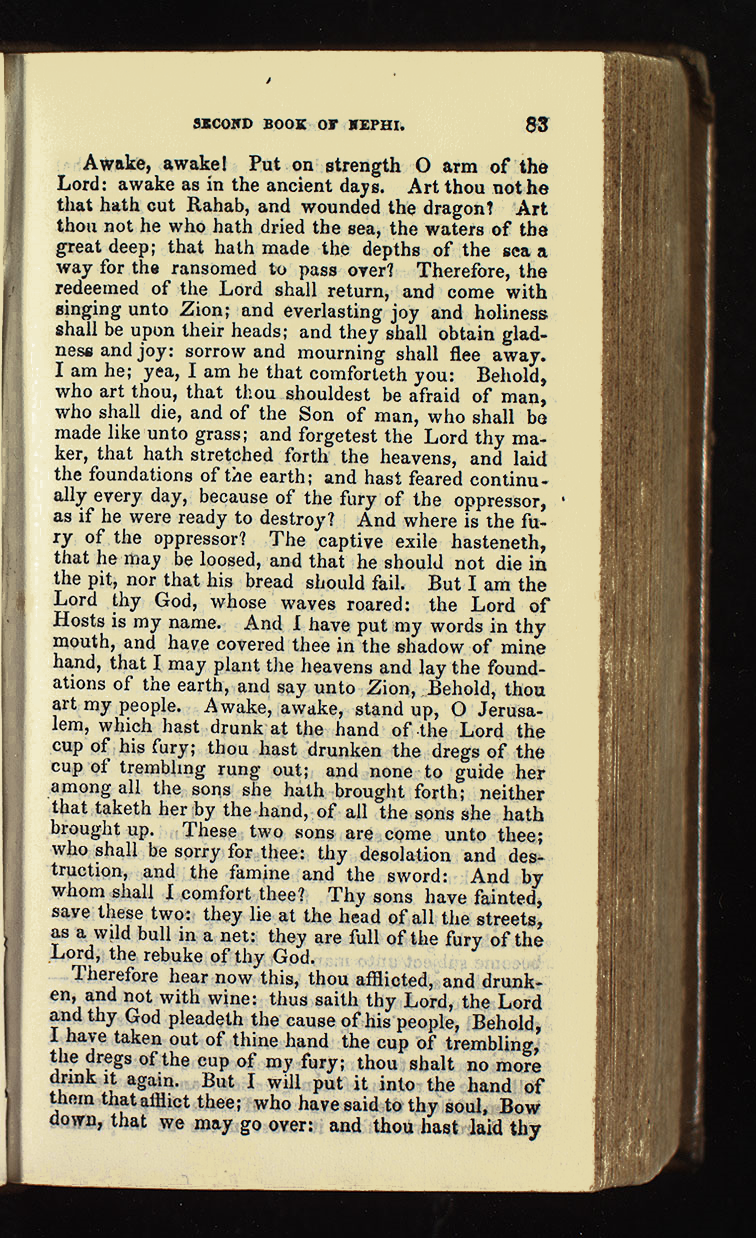 SECOND BOOK OF NEPHI. 83
Awake, awake! Put on strength O arm of the
Lord: awake as in the ancient days. Art thou not he
that hath cut Rahab, and wounded the dragon? Art
thou not he who hath dried the sea, the waters of the
great deep; that hath made the depths of the sea a
way for the ransomed to pass over? Therefore, the
redeemed of the Lord shall return, and come with
singing unto Zion; and everlasting joy and holiness
shall be upon their heads; and they shall obtain glad-
ness and joy: sorrow and mourning shall flee away.
I am he; yea, I am he that comforteth you: Behold,
who art thou, that thou shouldest be afraid of man,
who shall die, and of the Son of man, who shall be
made like unto grass; and forgetest the Lord thy ma-
ker, that hath stretched forth the heavens, and laid
the foundations of the earth; and hast feared continu-
ally every day, because of the fury of the oppressor,
as if he were ready to destroy? And where is the fu-
ry of the oppressor? The captive exile hasteneth,
that he may be loosed, and that he should not die in
the pit, nor that his bread should fail. But I am the
Lord thy God, whose waves roared: the Lord of
Hosts is my name. And I have put my words in thy
mouth, and have covered thee in the shadow of mine
hand, that I may plant the heavens and lay the found-
ations of the earth, and say unto Zion, Behold, thou
art my people. Awake, awake, stand up, O Jerusa-
lem, which hast drunk at the hand of the Lord the
cup of his fury; thou hast drunken the dregs of the
cup of trembling rung out; and none to guide her
among all the sons she hath brought forth; neither
that taketh her by the hand, of all the sons she hath
brought up. These two sons are come unto thee;
who shall be sorry for thee: thy desolation and des-
truction, and the famine and the sword: And by
whom shall I comfort thee? Thy sons have fainted,
save these two: they lie at the head of all the streets,
as a wild bull in a net: they are full of the fury of the
Lord, the rebuke of thy God.
Therefore hear now this, thou afflicted, and drunk-
en, and not with wine: thus saith thy Lord, the Lord
and thy God pleadeth the cause of his people, Behold,
I have taken out of thine hand the cup of trembling,
the dregs of the cup of my fury; thou shalt no more
drink it again. But I will put it into the hand of
them that afflict thee; who have said to thy soul, Bow
down, that we may go over: and thou hast laid thy